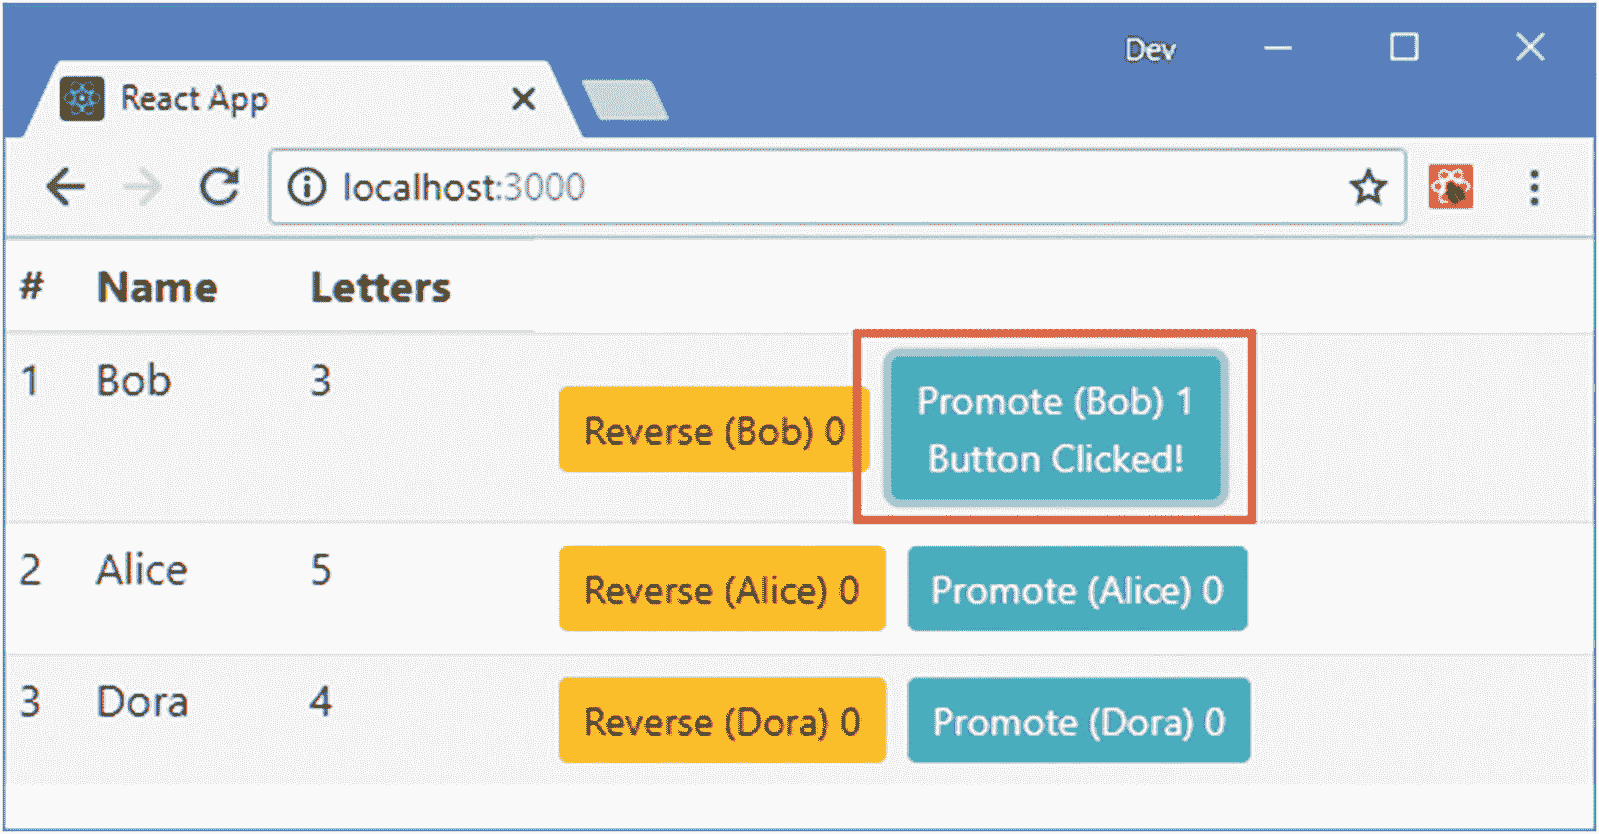 Dev
React App
localhost:3000
# Name Letters
1 Bob 3 Reverse (Bob) 0 Promote (Bob) 1
Button Clicked!
2 Alice 5 Reverse (Alice) 0 Promote (Alice) 0
3 Dora 4 Reverse (Dora) 0 Promote (Dora) 0